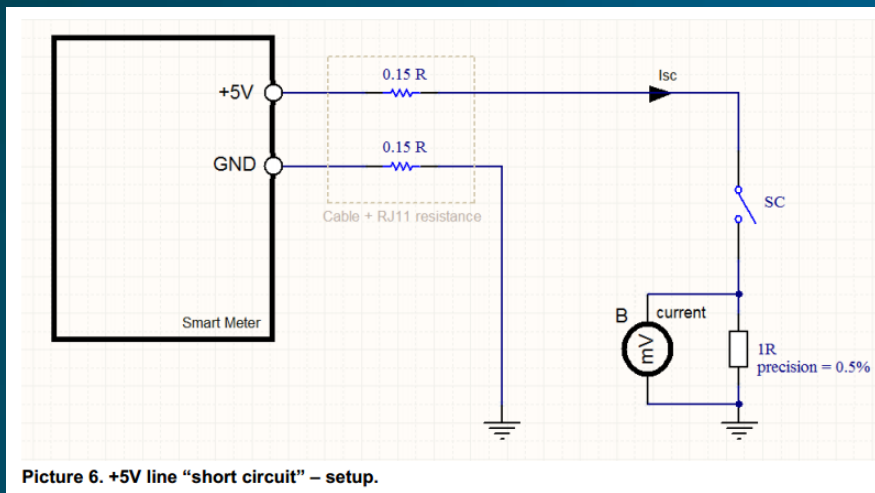 0.15 R
Isc
+5V
0.15 R
GND
SC
Cable + RJ11 resistance
B
current
mV
Smart Meter
1R
precision = 0.5%
Picture 6. +5V line “short circuit” – setup.